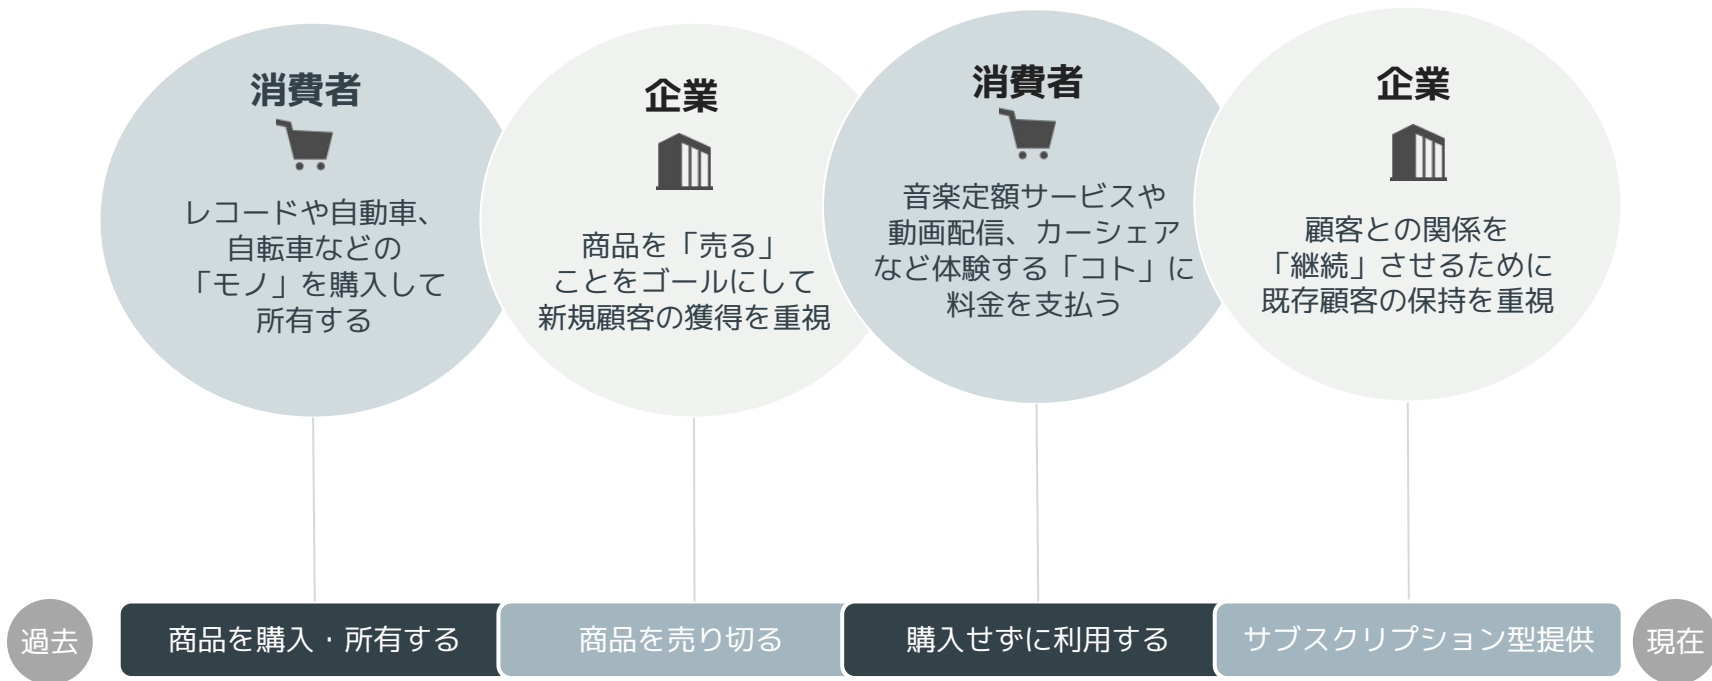 消費者
レコードや自動車、
自転車などの
「モノ」を購入して
所有する
企業
商品を「売る」
ことをゴールにして
新規顧客の獲得を重視
消費者
音楽定額サービスや
動画配信、カーシェア
など体験する「コト」に
料金を支払う
企業
顧客との関係を
「継続」させるために
既存顧客の保持を重視
過去
商品を購入・所有する
商品を売り切る
購入せずに利用する
サブスクリプション型提供
現在